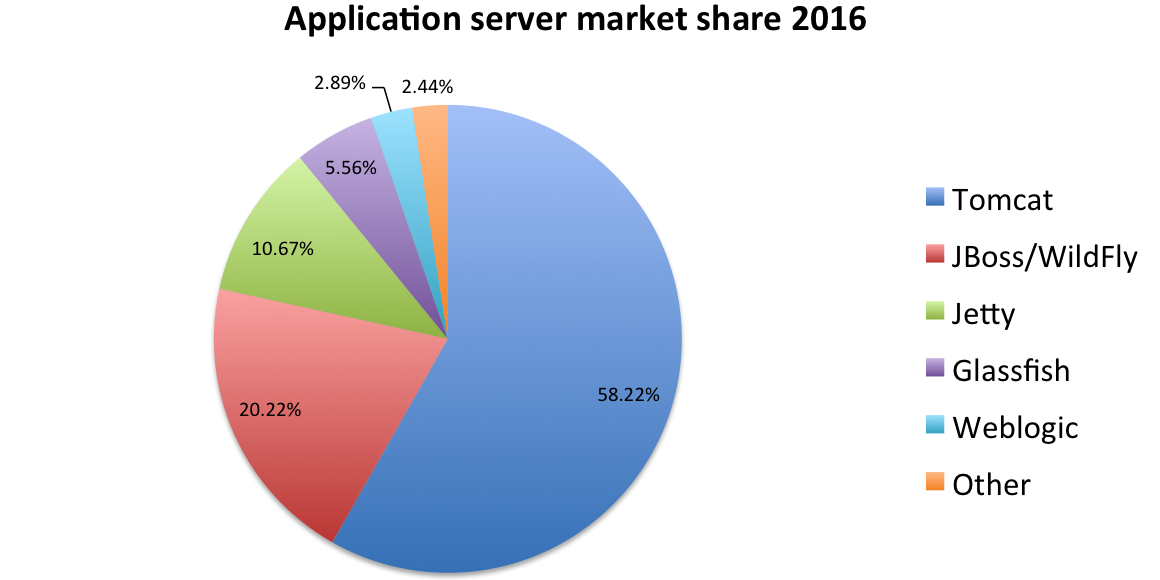 Application server market share 2016
2.89%
2.44%
5.56%
10.67%
20.22%
58.22%
Tomcat
JBoss/WildFly
Jetty
Glassfish
Weblogic
Other